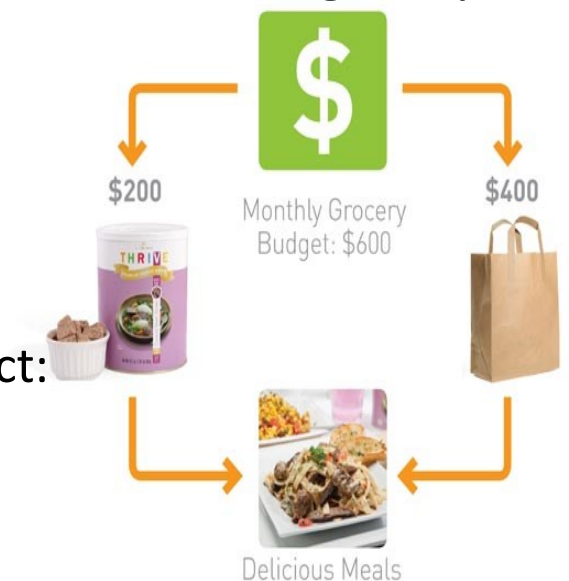 $
$200
Monthly Grocery
Budget: $600
$400
THRIVE
ct:
Delicious Meals